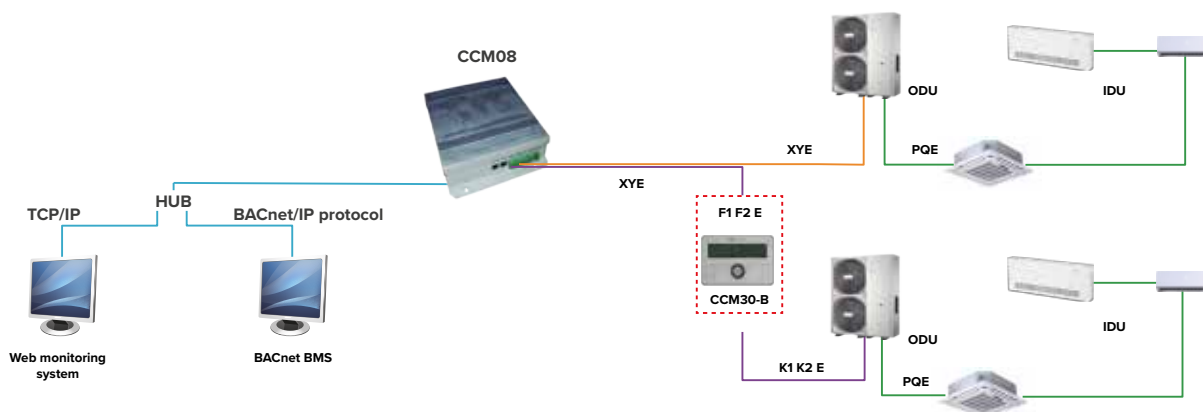 CCM08
ODU
IDU
XYE
PQE
XYE
HUB
TCP/IP
BACnet/IP protocol
F1 F2 E
CCM30-B
Web monitoring
system
BACnet BMS
ODU
IDU
K1 K2 E
PQE